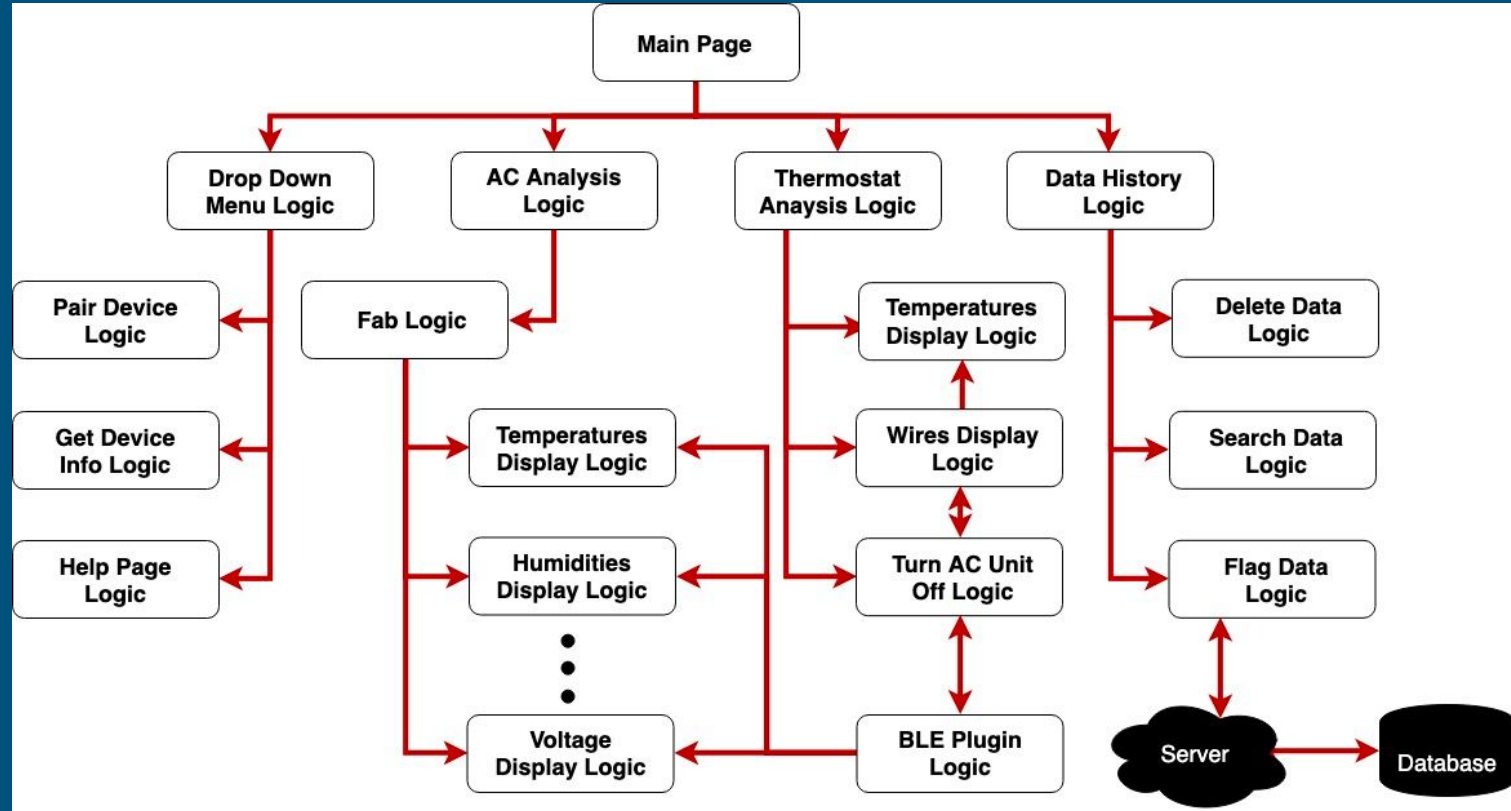 Main Page
Drop Down
Menu Logic
AC Analysis
Logic
Thermostat
Anaysis Logic
Data History
Logic
Pair Device
Logic
Fab Logic
Temperatures
Display Logic
Delete Data
Logic
Get Device
Info Logic
Temperatures
Display Logic
Wires Display
Logic
Search Data
Logic
Help Page
Logic
Humidities
Display Logic
Turn AC Unit
Off Logic
Flag Data
Logic
Voltage
Display Logic
BLE Plugin
Logic
Server
Database